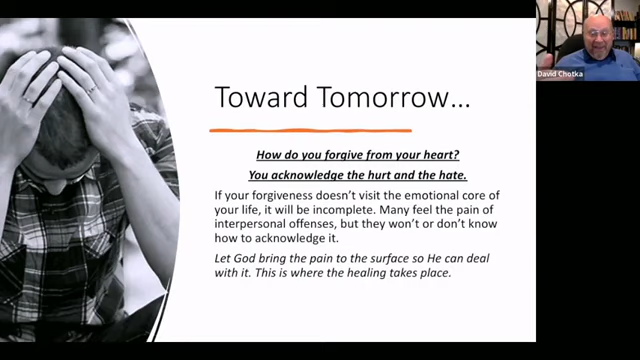 Toward Tomorrow...
How do you forgive from your heart?
You acknowledge the hurt and the hate.
If your forgiveness doesn't visit the emotional core of
your life, it will be incomplete. Many feel the pain of
interpersonal offenses, but they won't or don't know
how to acknowledge it.
Let God bring the pain to the surface so He can deal
with it. This is where the healing takes place.
David Chotka